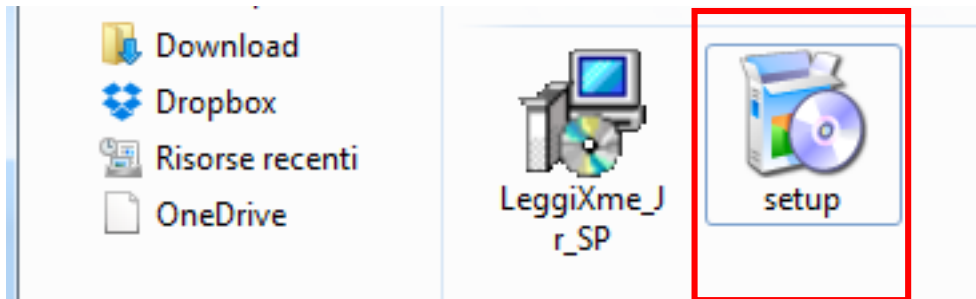 Download
Dropbox
Risorse recenti
OneDrive
LeggiXme_J
r_SP
setup